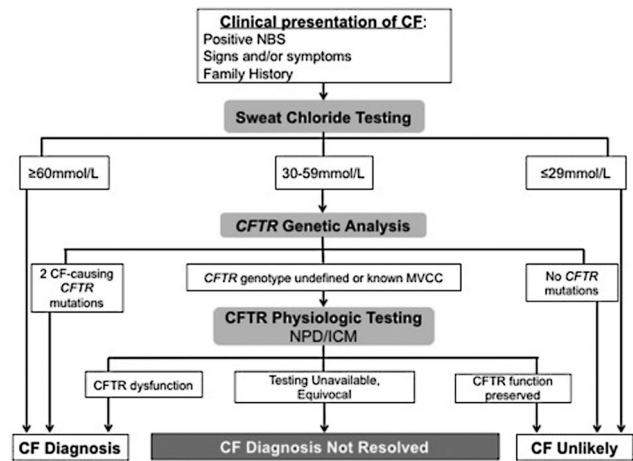 Clinical presentation of CF:
Positive NBS
Signs and/or symptoms
Family History
Sweat Chloride Testing
≥60mmol/L
30-59mmol/L
≤29mmol/L
CFTR Genetic Analysis
2 CF-causing
CFTR
mutations
CFTR genotype undefined or known MVCC
No CFTR
mutations
CFTR Physiologic Testing
NPD/ICM
CFTR dysfunction
Testing Unavailable,
Equivocal
CFTR function
preserved
CF Diagnosis
CF Diagnosis Not Resolved
CF Unlikely